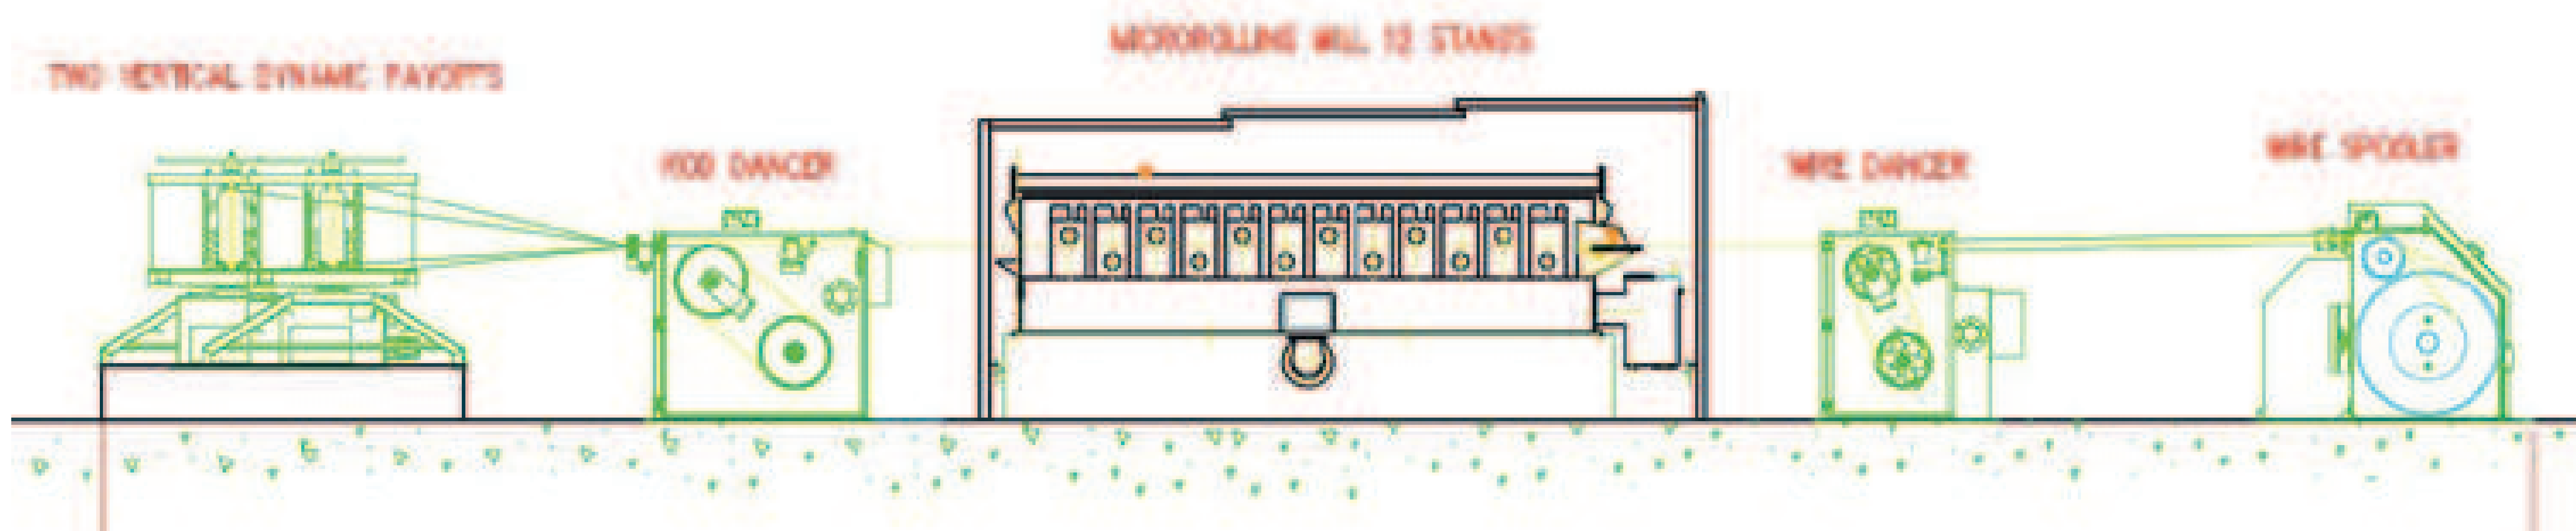 TWO VERTICAL DYNAMIC PAYOFFS
MICROROLLING MILL 12 STANDS
ROD DANCER
WIRE DANCER
WIRE SPOOLER